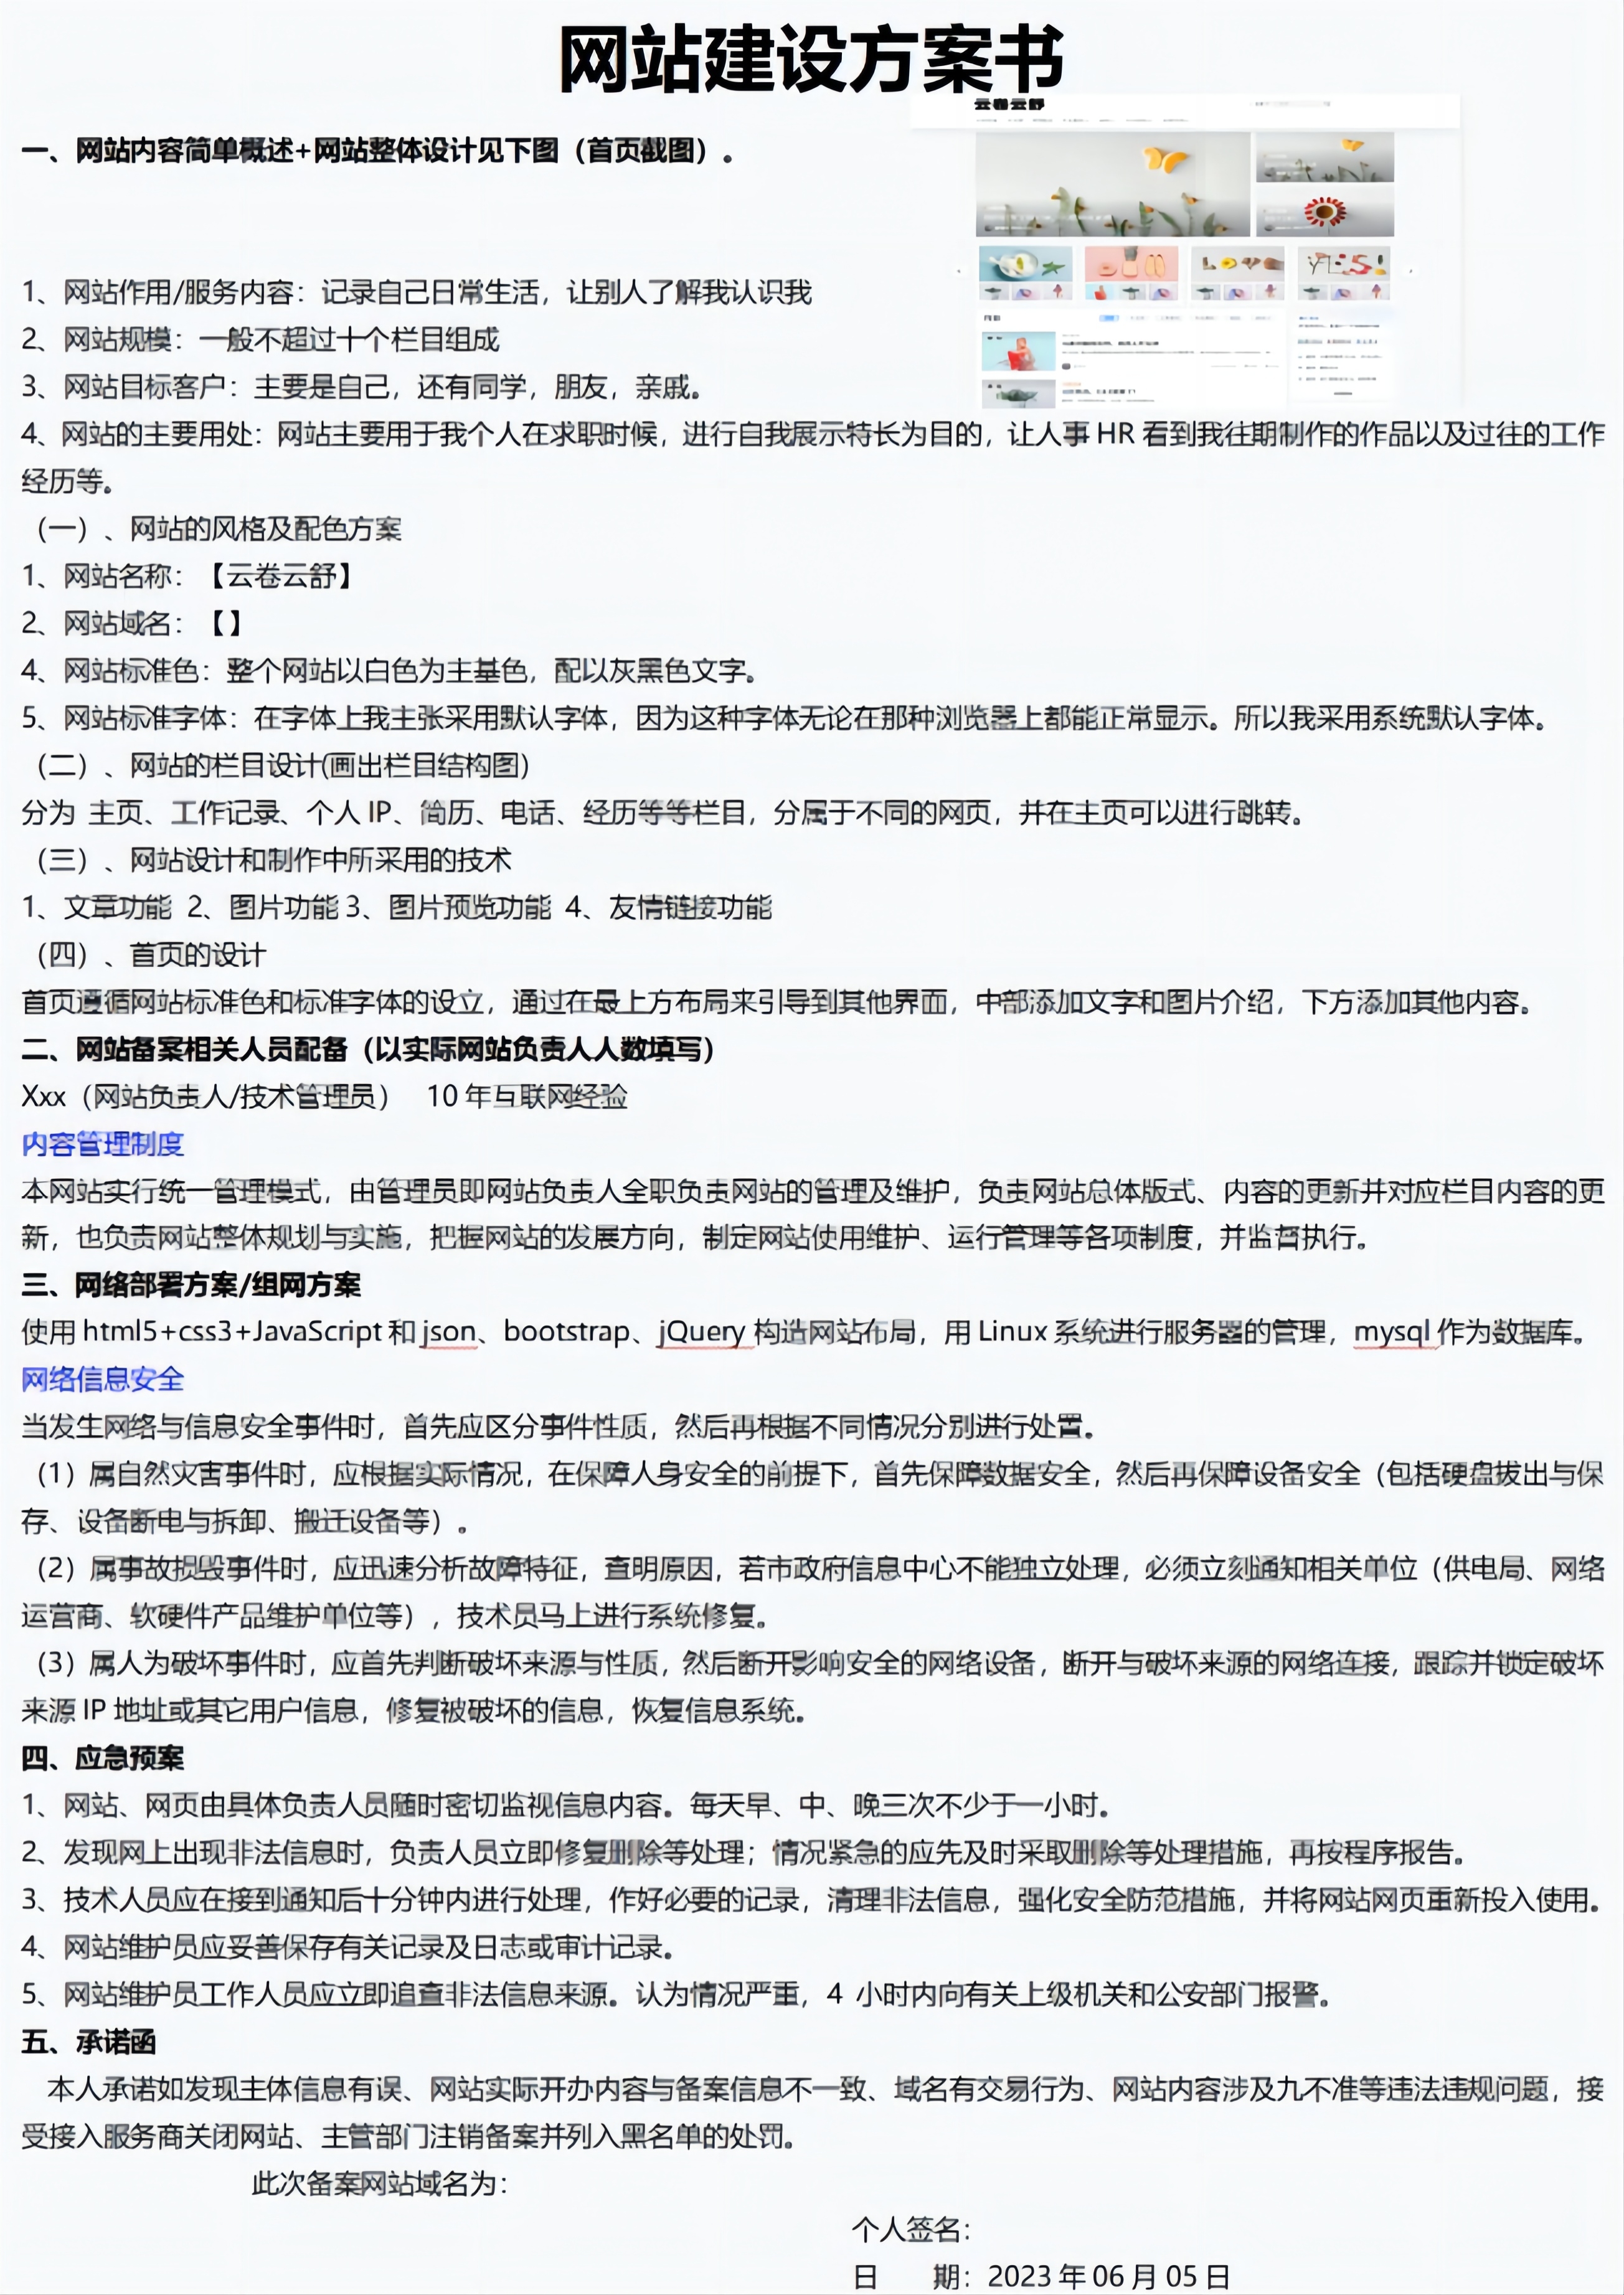 网站建设方案书
云卷云舒
一、网站内容简单概述+网站整体设计见下图（首页截图）。
1、网站作用/服务内容：记录自己日常生活，让别人了解我认识我
2、网站规模：一般不超过十个栏目组成
3、网站目标客户：主要是自己，还有同学，朋友，亲戚。
4、网站的主要用处：网站主要用于我个人在求职时候，进行自我展示特长为目的，让人事 HR 看到我往期制作的作品以及过往的工作
经历等。
（一）、网站的风格及配色方案
1、网站名称：【云卷云舒】
2、网站域名：【】
4、网站标准色：整个网站以白色为主基色，配以灰黑色文字。
5、网站标准字体：在字体上我主张采用默认字体，因为这种字体无论在那种浏览器上都能正常显示。所以我采用系统默认字体。
（二）、网站的栏目设计(画出栏目结构图)
分为 主页、工作记录、个人 IP、简历、电话、经历等等栏目，分属于不同的网页，并在主页可以进行跳转。
（三）、网站设计和制作中所采用的技术
1、文章功能 2、图片功能 3、图片预览功能 4、友情链接功能
（四）、首页的设计
首页遵循网站标准色和标准字体的设立，通过在最上方布局来引导到其他界面，中部添加文字和图片介绍，下方添加其他内容。
二、网站备案相关人员配备（以实际网站负责人人数填写）
Xxx（网站负责人/技术管理员） 10 年互联网经验
内容管理制度
本网站实行统一管理模式，由管理员即网站负责人全职负责网站的管理及维护，负责网站总体版式、内容的更新并对应栏目内容的更
新，也负责网站整体规划与实施，把握网站的发展方向，制定网站使用维护、运行管理等各项制度，并监督执行。
三、网络部署方案/组网方案
使用 html5+css3+JavaScript 和 json、bootstrap、jQuery 构造网站布局，用 Linux 系统进行服务器的管理，mysql 作为数据库。
网络信息安全
当发生网络与信息安全事件时，首先应区分事件性质，然后再根据不同情况分别进行处置。
（1）属自然灾害事件时，应根据实际情况，在保障人身安全的前提下，首先保障数据安全，然后再保障设备安全（包括硬盘拔出与保
存、设备断电与拆卸、搬迁设备等）。
（2）属事故损毁事件时，应迅速分析故障特征，查明原因，若市政府信息中心不能独立处理，必须立刻通知相关单位（供电局、网络
运营商、软硬件产品维护单位等），技术员马上进行系统修复。
（3）属人为破坏事件时，应首先判断破坏来源与性质，然后断开影响安全的网络设备，断开与破坏来源的网络连接，跟踪并锁定破坏
来源 IP 地址或其它用户信息，修复被破坏的信息，恢复信息系统。
四、应急预案
1、网站、网页由具体负责人员随时密切监视信息内容。每天早、中、晚三次不少于一小时。
2、发现网上出现非法信息时，负责人员立即修复删除等处理；情况紧急的应先及时采取删除等处理措施，再按程序报告。
3、技术人员应在接到通知后十分钟内进行处理，作好必要的记录，清理非法信息，强化安全防范措施，并将网站网页重新投入使用。
4、网站维护员应妥善保存有关记录及日志或审计记录。
5、网站维护员工作人员应立即追查非法信息来源。认为情况严重，4 小时内向有关上级机关和公安部门报警。
五、承诺函
本人承诺如发现主体信息有误、网站实际开办内容与备案信息不一致、域名有交易行为、网站内容涉及九不准等违法违规问题，接
受接入服务商关闭网站、主管部门注销备案并列入黑名单的处罚。
此次备案网站域名为：
个人签名：
日 期：2023 年 06 月 05 日